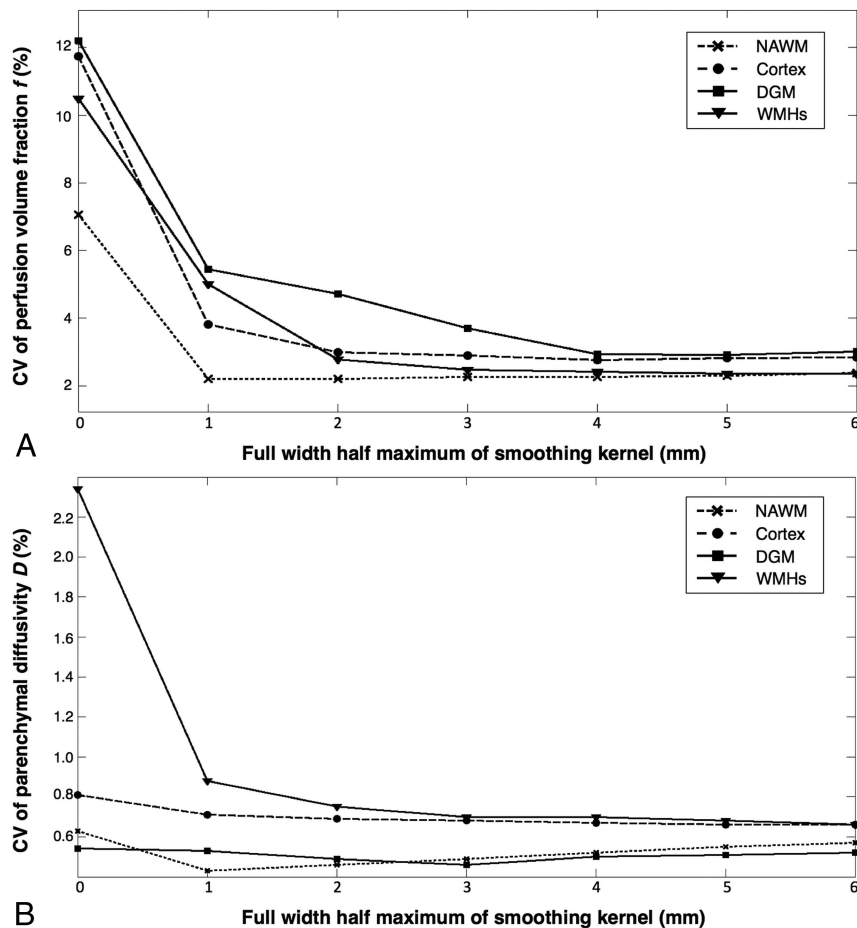 CV of perfusion volume fraction f (%)
12
10
8
6
4
2
0 1 2 3 4 5 6
Full width half maximum of smoothing kernel (mm)
NAWM
Cortex
DGM
WMHs
A
CV of parenchymal diffusivity D (%)
2.2
2.0
1.8
1.6
1.4
1.2
1.0
0.8
0.6
0 1 2 3 4 5 6
Full width half maximum of smoothing kernel (mm)
NAWM
Cortex
DGM
WMHs
B